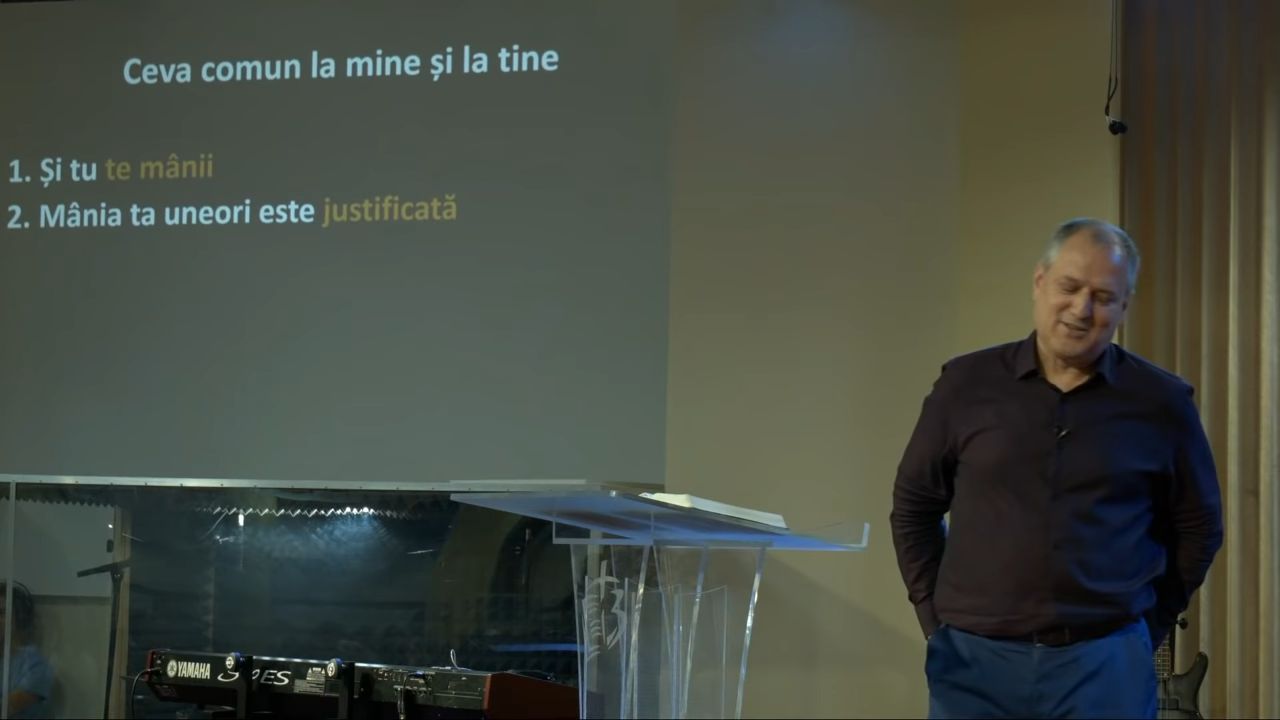 Ceva comun la mine și la tine
1. Și tu te mânii
2. Mânia ta uneori este justificată
YAMAHA